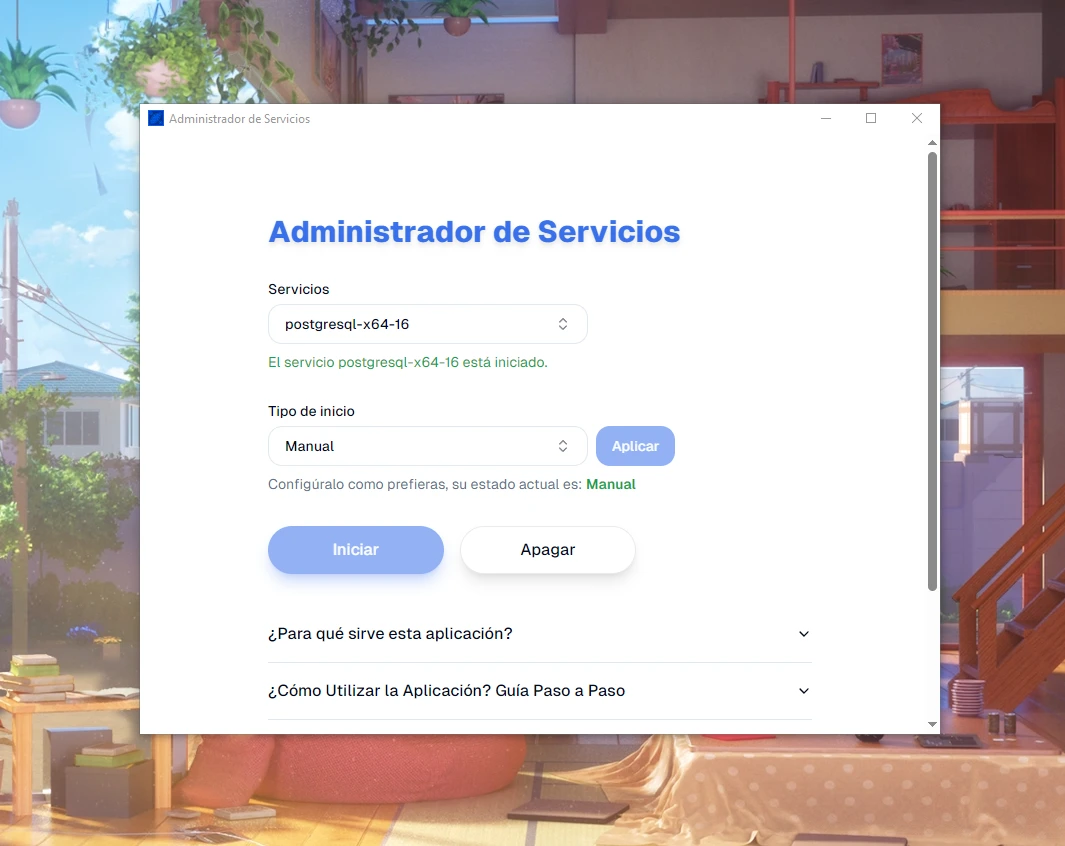 Administrador de Servicios
Administrador de Servicios
Servicios
postgresql-x64-16
El servicio postgresql-x64-16 está iniciado.
Tipo de inicio
Manual
Aplicar
Configúralo como prefieras, su estado actual es: Manual
Iniciar
Apagar
¿Para qué sirve esta aplicación?
¿Cómo Utilizar la Aplicación? Guía Paso a Paso